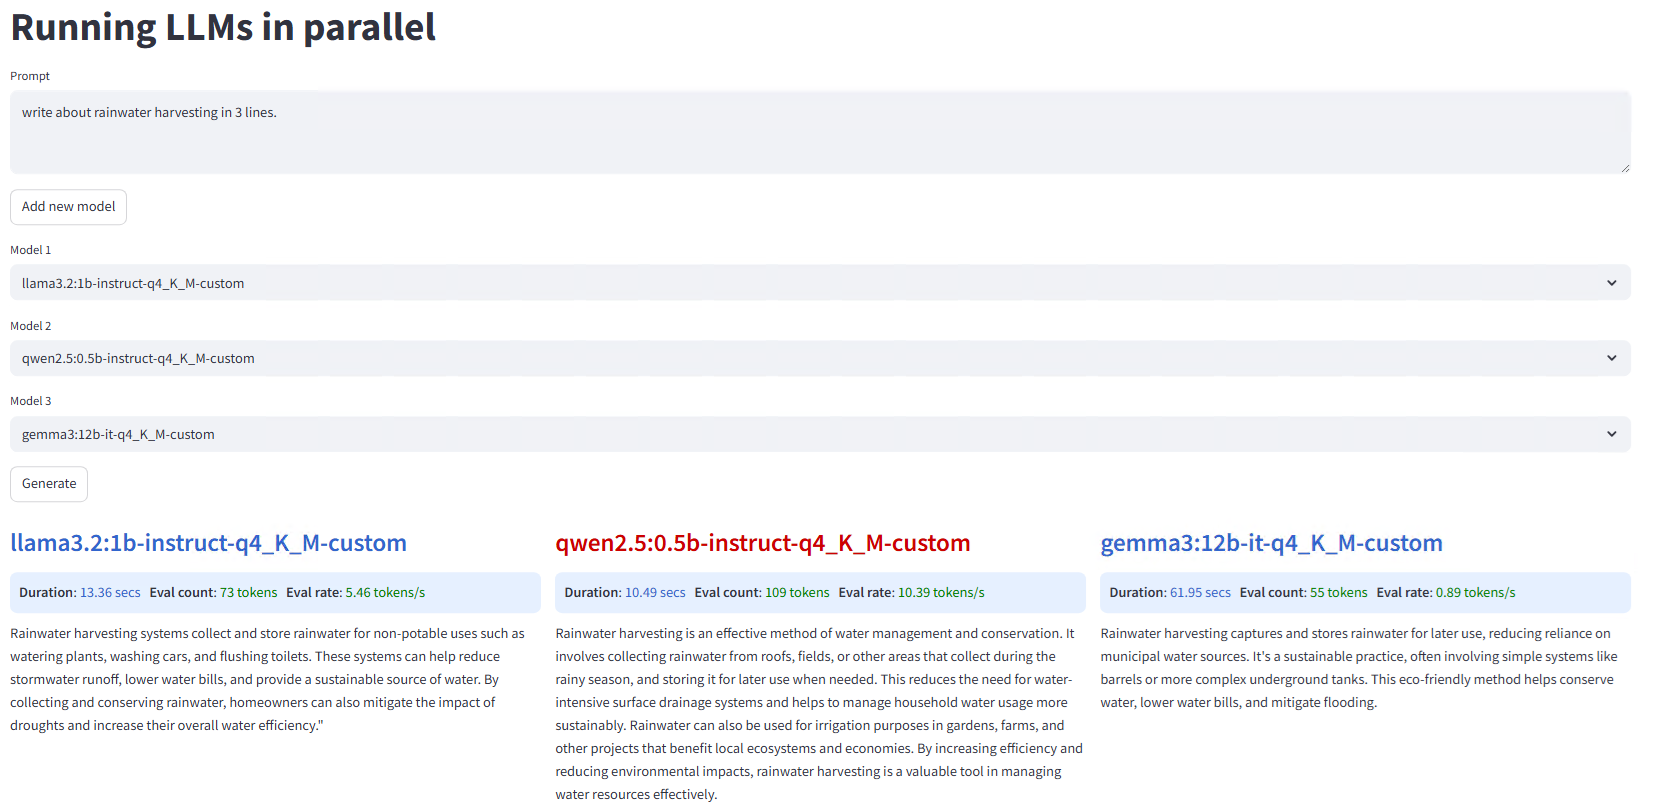 Running LLMs in parallel
Prompt
write about rainwater harvesting in 3 lines.
Add new model
Model 1
llama3.2:1b-instruct-q4_K_M-custom
Model 2
qwen2.5:0.5b-instruct-q4_K_M-custom
Model 3
gemma3:12b-it-q4_K_M-custom
Generate
llama3.2:1b-instruct-q4_K_M-custom
Duration: 13.36 secs Eval count: 73 tokens Eval rate: 5.46 tokens/s
Rainwater harvesting systems collect and store rainwater for non-potable uses such as
watering plants, washing cars, and flushing toilets. These systems can help reduce
stormwater runoff, lower water bills, and provide a sustainable source of water. By
collecting and conserving rainwater, homeowners can also mitigate the impact of
droughts and increase their overall water efficiency."
qwen2.5:0.5b-instruct-q4_K_M-custom
Duration: 10.49 secs Eval count: 109 tokens Eval rate: 10.39 tokens/s
Rainwater harvesting is an effective method of water management and conservation. It
involves collecting rainwater from roofs, fields, or other areas that collect during the
rainy season, and storing it for later use when needed. This reduces the need for water-
intensive surface drainage systems and helps to manage household water usage more
sustainably. Rainwater can also be used for irrigation purposes in gardens, farms, and
other projects that benefit local ecosystems and economies. By increasing efficiency and
reducing environmental impacts, rainwater harvesting is a valuable tool in managing
water resources effectively.
gemma3:12b-it-q4_K_M-custom
Duration: 61.95 secs Eval count: 55 tokens Eval rate: 0.89 tokens/s
Rainwater harvesting captures and stores rainwater for later use, reducing reliance on
municipal water sources. It's a sustainable practice, often involving simple systems like
barrels or more complex underground tanks. This eco-friendly method helps conserve
water, lower water bills, and mitigate flooding.